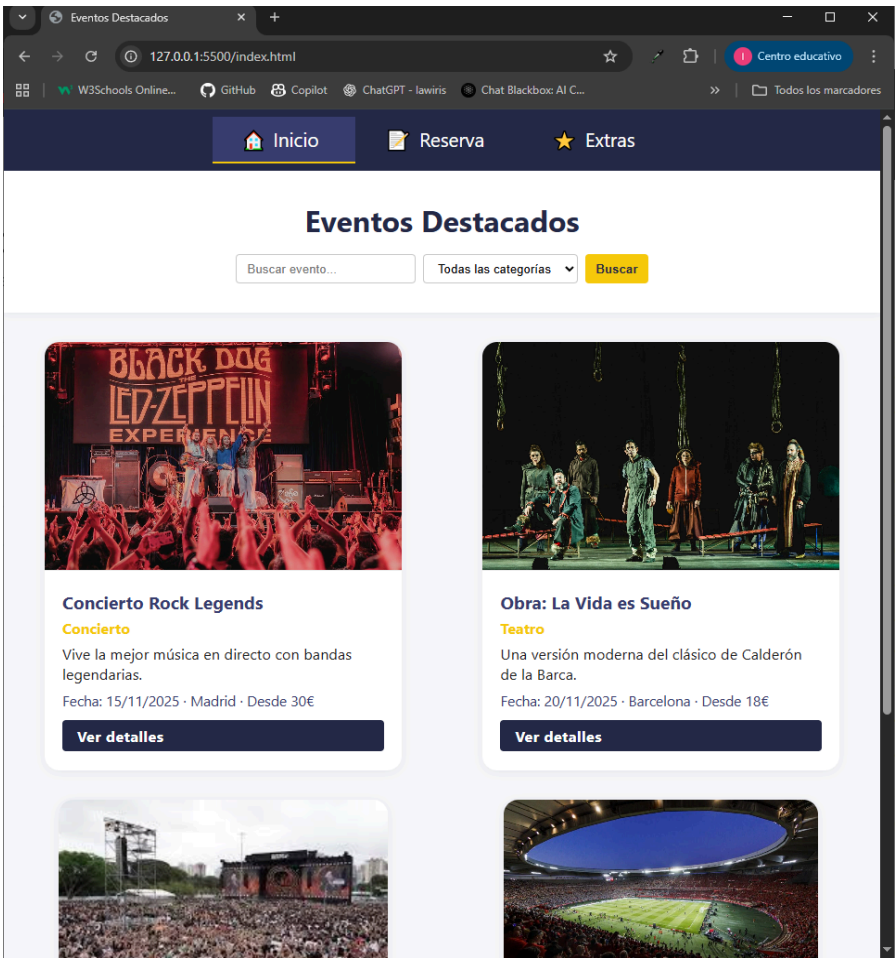 Eventos Destacados
127.0.0.1:5500/index.html
Centro educativo
W3Schools Online...
GitHub
Copilot
ChatGPT - lawiris
Chat Blackbox: AI C...
Todos los marcadores
Inicio
Reserva
Extras
Eventos Destacados
Buscar evento...
Todas las categorías
Buscar
BLACK DOG
THE
LED-ZEPPELIN
EXPERIENCE
Concierto Rock Legends
Concierto
Vive la mejor música en directo con bandas
legendarias.
Fecha: 15/11/2025 · Madrid · Desde 30€
Ver detalles
Obra: La Vida es Sueño
Teatro
Una versión moderna del clásico de Calderón
de la Barca.
Fecha: 20/11/2025 · Barcelona · Desde 18€
Ver detalles